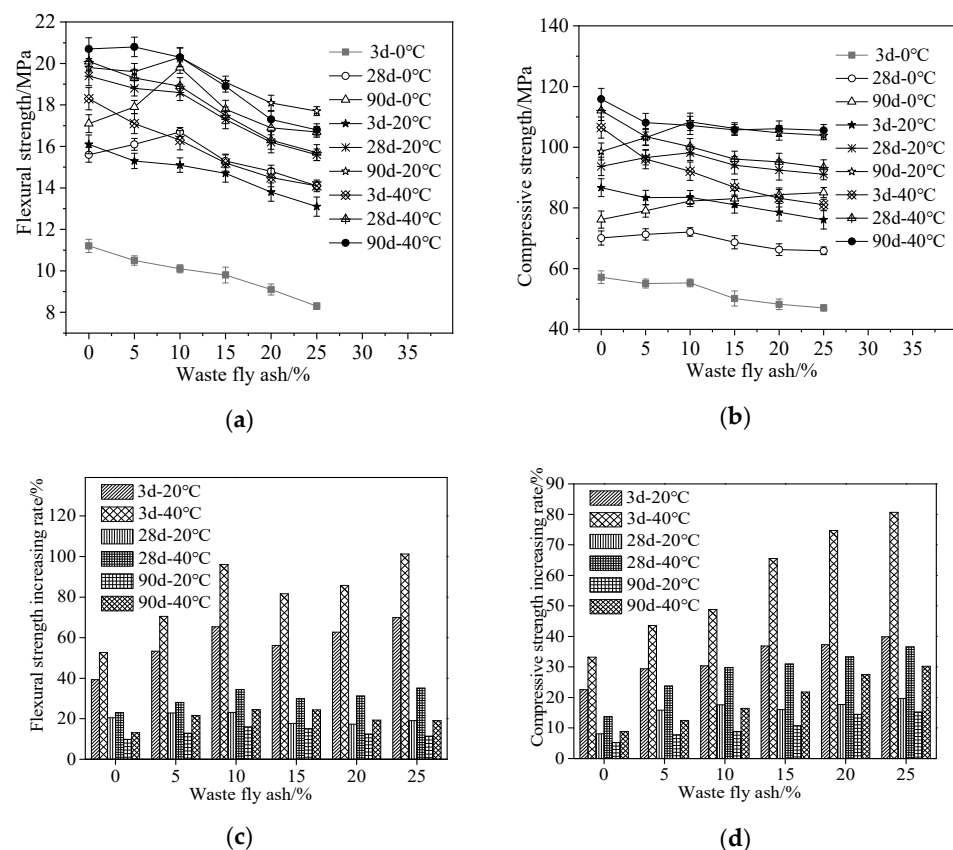 22
20
18
16
14
12
10
8
Flexural strength/MPa
3d-0℃
28d-0℃
90d-0℃
3d-20℃
28d-20℃
90d-20℃
3d-40℃
28d-40℃
90d-40℃
0 5 10 15 20 25 30 35
Waste fly ash/%
(a)
140
120
100
80
60
40
Compressive strength/MPa
3d-0℃
28d-0℃
90d-0℃
3d-20℃
28d-20℃
90d-20℃
3d-40℃
28d-40℃
90d-40℃
0 5 10 15 20 25 30 35
Waste fly ash/%
(b)
120
100
80
60
40
20
0
Flexural strength increasing rate/%
3d-20℃
3d-40℃
28d-20℃
28d-40℃
90d-20℃
90d-40℃
0 5 10 15 20 25
Waste fly ash/%
(c)
90
80
70
60
50
40
30
20
10
0
Compressive strength increasing rate/%
3d-20℃
3d-40℃
28d-20℃
28d-40℃
90d-20℃
90d-40℃
0 5 10 15 20 25
Waste fly ash/%
(d)